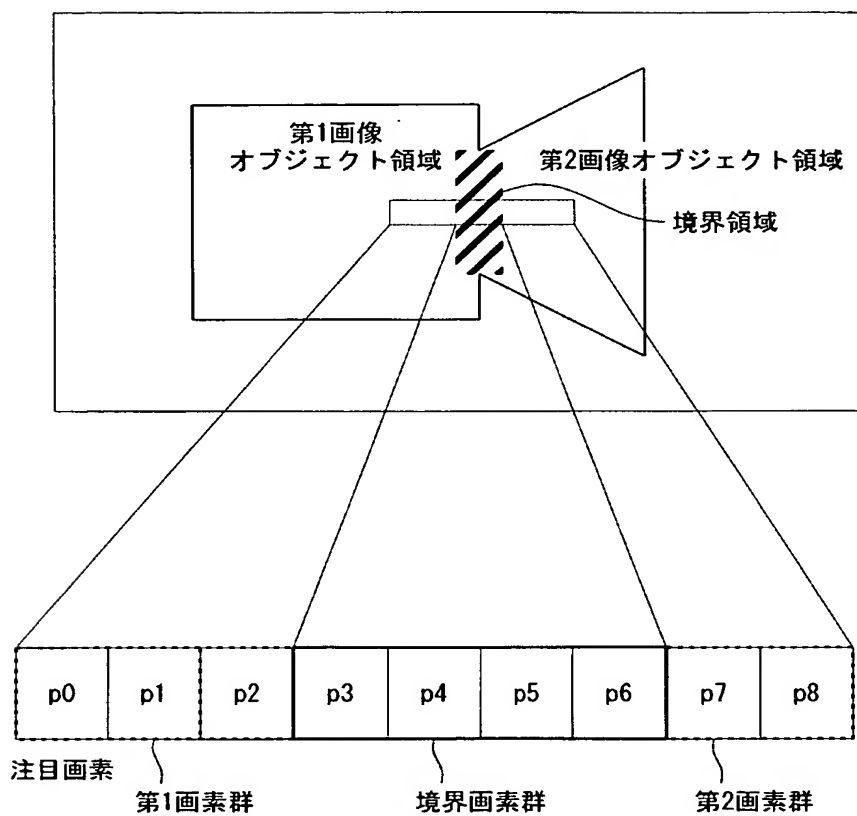 第1画像
オブジェクト領域
第2画像オブジェクト領域
境界領域
p0 p1 p2 p3 p4 p5 p6 p7 p8
注目画素
第1画素群
境界画素群
第2画素群